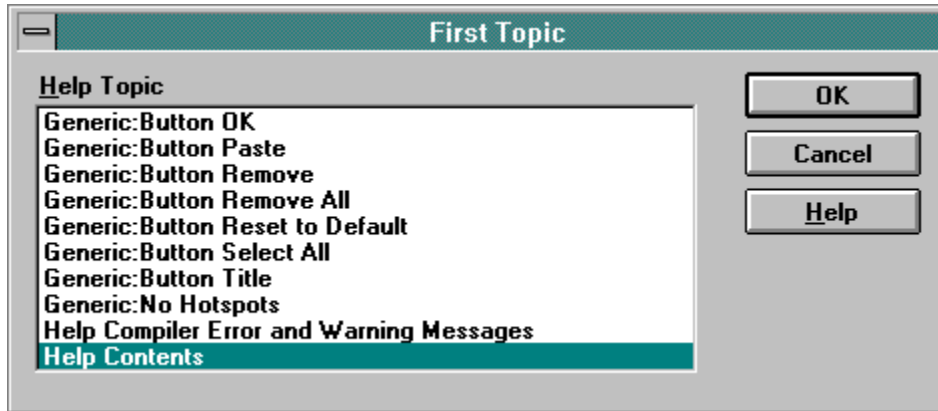 First Topic
Help Topic
Generic:Button OK
Generic:Button Paste
Generic:Button Remove
Generic:Button Remove All
Generic:Button Reset to Default
Generic:Button Select All
Generic:Button Title
Generic:No Hotspots
Help Compiler Error and Warning Messages
Help Contents
OK
Cancel
Help